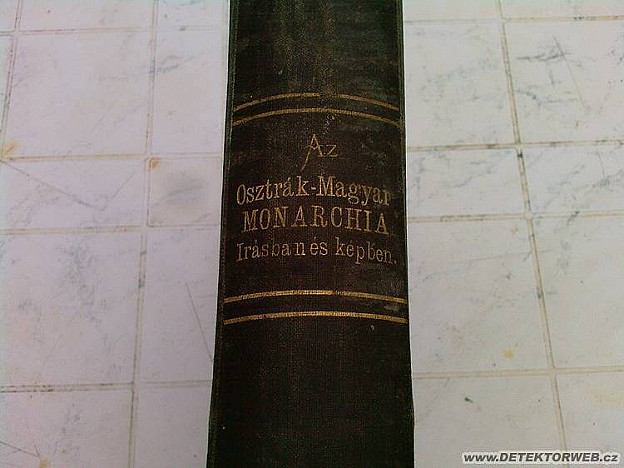 Az
Osztrák-Magyar
MONARCHIA
Irásban és képben.
www.DETEKTORWEB.cz